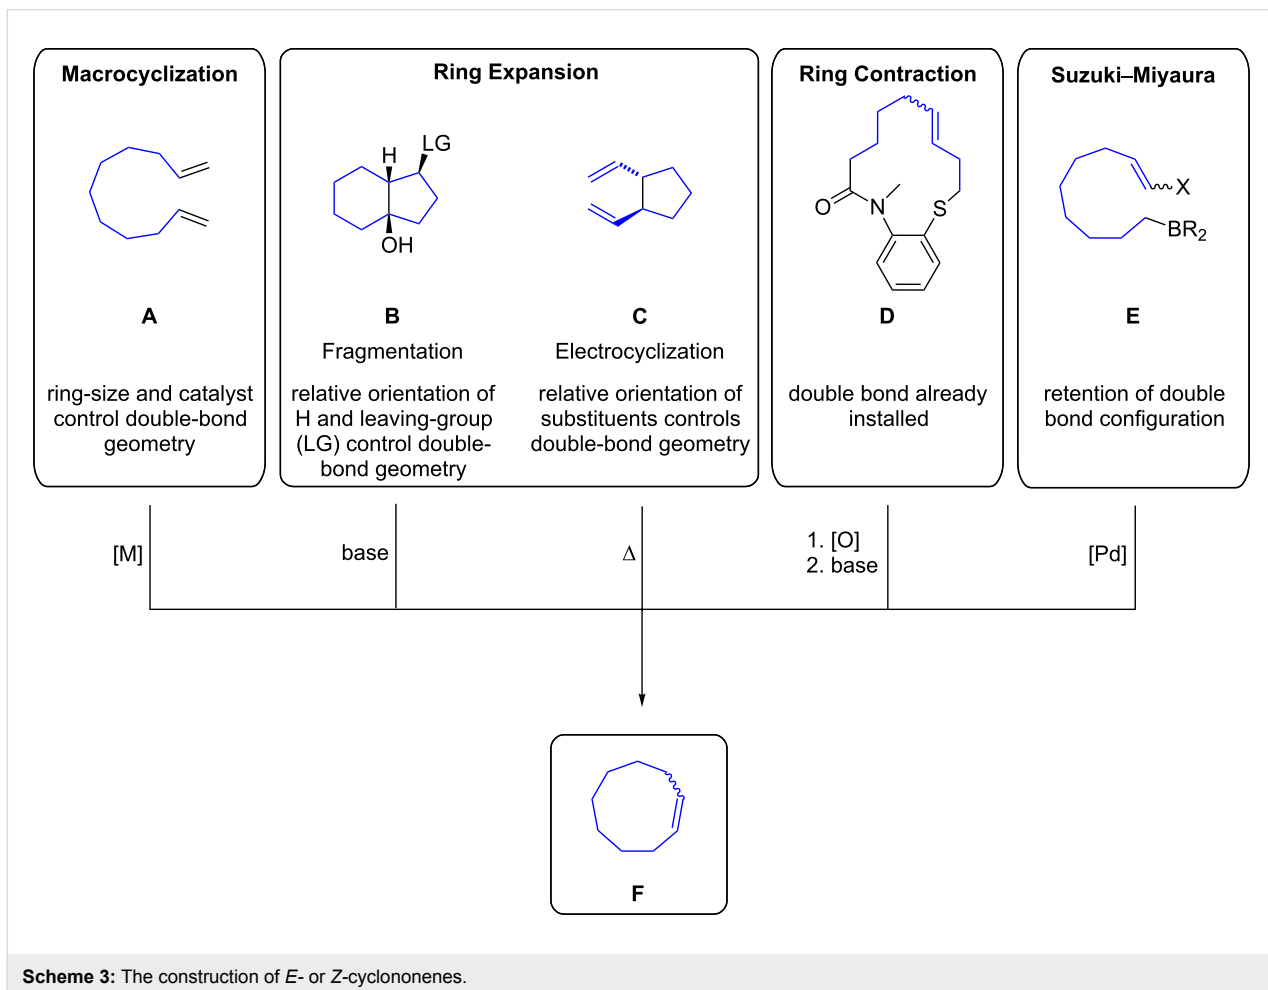 Macrocyclization
Ring Expansion
Ring Contraction
Suzuki–Miyaura
H
LG
OH
O
N
S
X
BR2
A
B
C
D
E
Fragmentation
Electrocyclization
ring-size and catalyst
control double-bond
geometry
relative orientation of
H and leaving-group
(LG) control double-
bond geometry
relative orientation of
substituents controls
double-bond geometry
double bond already
installed
retention of double
bond configuration
[M]
base
Δ
1. [O]
2. base
[Pd]
F
Scheme 3: The construction of E- or Z-cyclononenes.